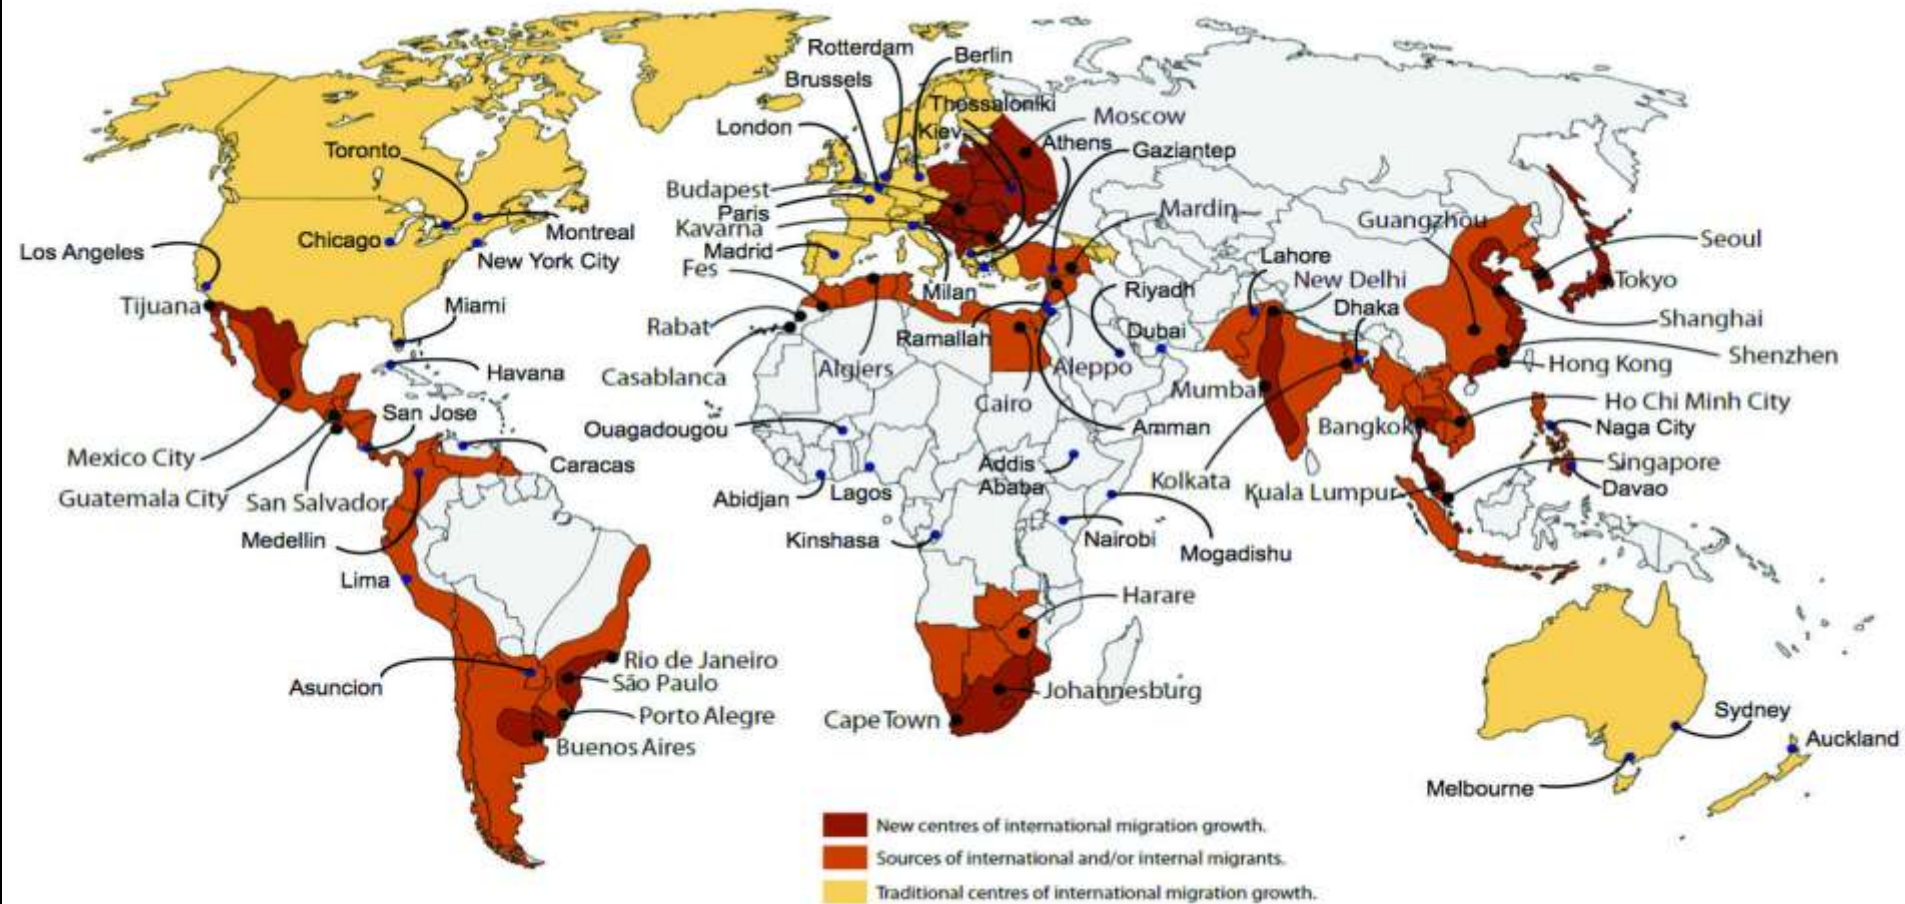 Rotterdam
Berlin
Brussels
Thessaloniki
London
Kiev
Moscow
Athens
Gaziantep
Toronto
Budapest
Paris
Kavarna
Madrid
Mardin
Guangzhou
Montreal
Chicago
Los Angeles
New York City
Fes
Milan
Lahore
New Delhi
Seoul
Tokyo
Tijuana
Miami
Rabat
Ramallah
Riyadh
Dubai
Dhaka
Shanghai
Shenzhen
Hong Kong
Havana
Casablanca
Algiers
Aleppo
Mumbai
San Jose
Cairo
Ho Chi Minh City
Ouagadougou
Amman
Bangkok
Naga City
Mexico City
Caracas
Addis
Ababa
Kolkata
Singapore
Guatemala City
San Salvador
Abidjan
Lagos
Kuala Lumpur
Davao
Medellin
Kinshasa
Nairobi
Mogadishu
Lima
Harare
Rio de Janeiro
São Paulo
Asuncion
Johannesburg
Porto Alegre
Cape Town
Buenos Aires
Sydney
Auckland
Melbourne
New centres of international migration growth.
Sources of international and/or internal migrants.
Traditional centres of international migration growth.